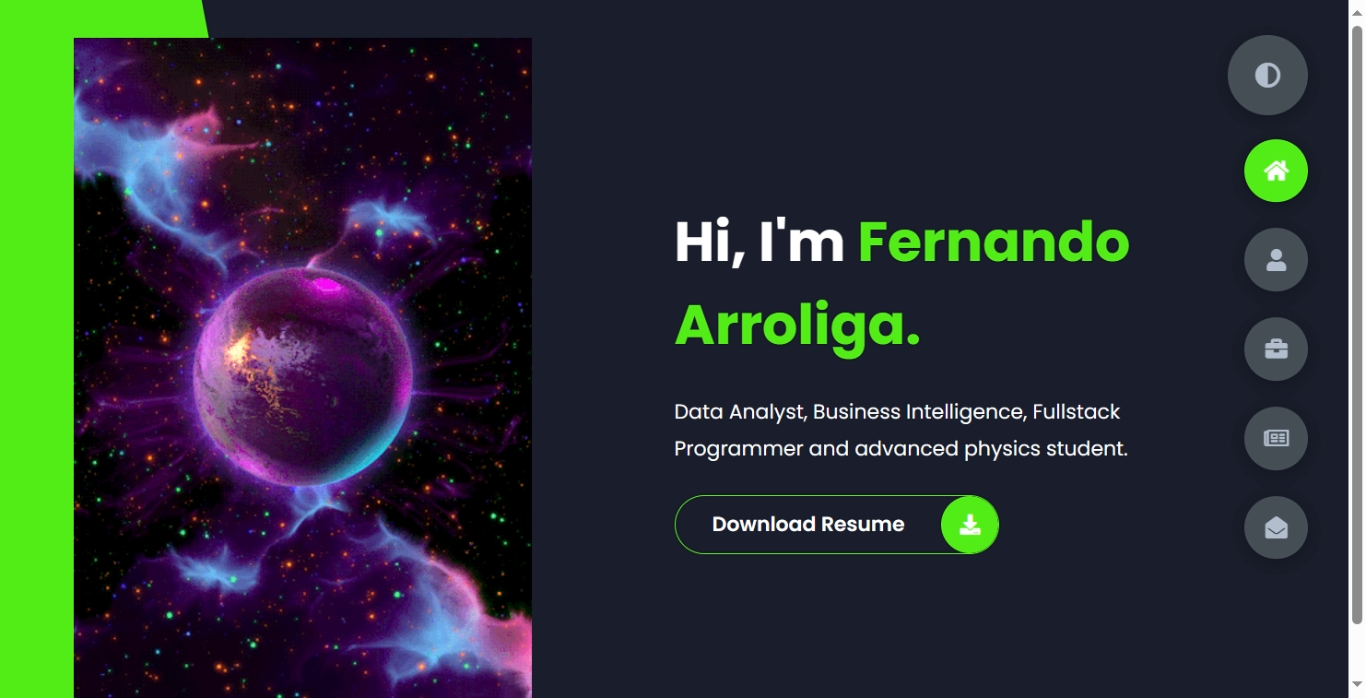 Hi, I'm Fernando
Arroliga.
Data Analyst, Business Intelligence, Fullstack
Programmer and advanced physics student.
Download Resume